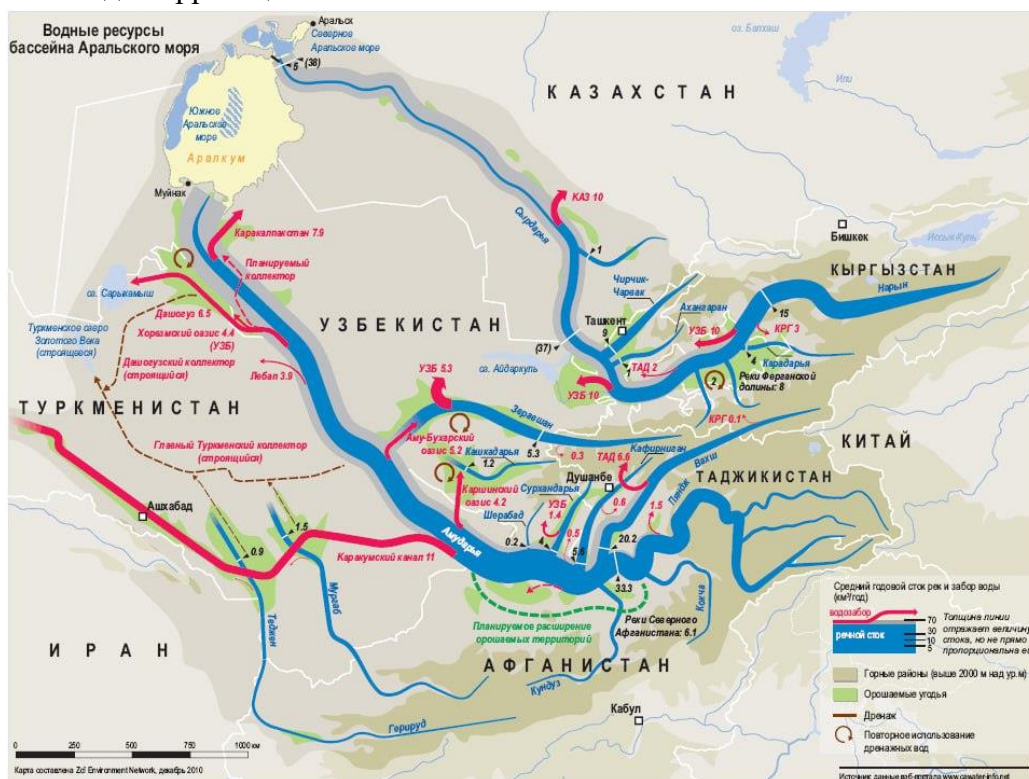 Водные ресурсы
бассейна Аральского моря
Аральск
Северное
Аральское море
5 (38)
оз. Балхаш
Или
КАЗАХСТАН
Южное
Аральское
море
Аралкум
Муйнак
КАЗ 10
Сырдарья
1
Бишкек
Иссык-Куль
КЫРГЫЗСТАН
Нарын
Каракалпакстан 7.9
Планируемый
коллектор
оз. Сарыкамыш
Чирчик-
Чарвак
Ахангаран
15
Ташкент
УЗБ 10
КРГ 3
9
Дашогуз 6.5
Хорезмский оазис 4.4
(УЗБ)
УЗБЕКИСТАН
Туркменское озеро
Золотого Века
(строящееся)
(37)
оз. Айдаркуль
1
ТАД 2
4
Карадарья
Реки Ферганской
долины: 8
2
Дашогузский коллектор
(строящийся)
Лебап 3.9
УЗБ 5.3
УЗБ 10
КРГ 0.1*
ТУРКМЕНИСТАН
Зеравшан
Главный Туркменский коллектор
(строящийся)
Аму-Бухарский
оазис 5.2
5.3
Кашкадарья
1.2
0.3
ТАД 6.6
Кафирниган
Вахш
КИТАЙ
ТАДЖИКИСТАН
Душанбе
Каршинский
оазис 4.2
Сурхандарья
Шерабад
УЗБ
1.4
0.6
1.5
Пяндж
Ашхабад
1.5
0.9
Каракумский канал 11
Амударья
0.2
4
0.5
5.6
20.2
33.3
Мургаб
Теджен
Кокча
Планируемое расширение
орошаемых территорий
Реки Северного
Афганистана: 6.1
ИРАН
АФГАНИСТАН
Кундуз
Герируд
Кабул
Средний годовой сток рек и забор воды
(км³/год)
водозабор
речной сток
70
30
10
5
Толщина линии
отражает величину
стока, но не прямо
пропорциональна ей
Горные районы (выше 2000 м над ур.м)
Орошаемые угодья
Дренаж
Повторное использование
дренажных вод
0 250 500 750 1000 км
Карта составлена Zoï Environment Network, декабрь 2010
Источник данных веб-портала www.cawater-info.net